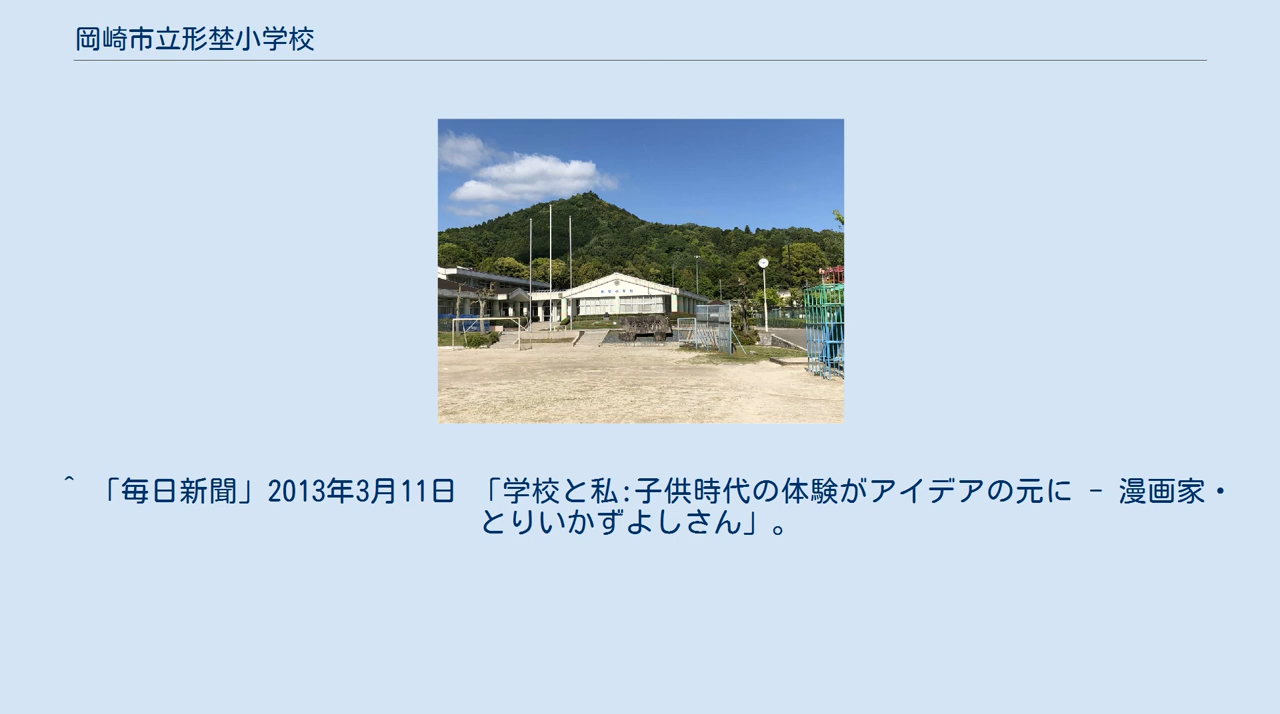 岡崎市立形埜小学校
^ 「毎日新聞」2013年3月11日 「学校と私:子供時代の体験がアイデアの元に - 漫画家・
とりいかずよしさん」。